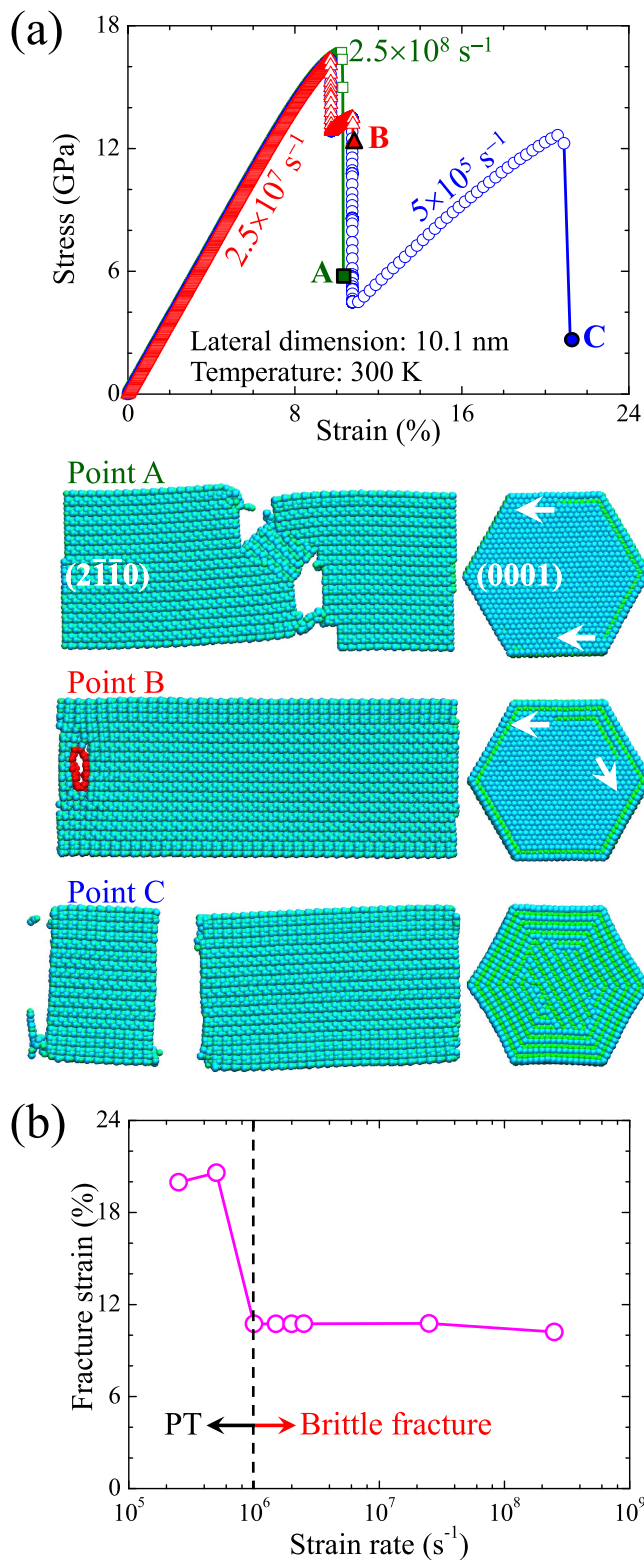 (a)
18
12
6
0
Stress (GPa)
2.5×10⁸ s⁻¹
2.5×10⁷ s⁻¹
5×10⁵ s⁻¹
B
A
C
Lateral dimension: 10.1 nm
Temperature: 300 K
0 8 16 24
Strain (%)
Point A
(21̅1̅0) (0001)
Point B
Point C
(b)
24
18
12
6
0
Fracture strain (%)
PT Brittle fracture
10⁵ 10⁶ 10⁷ 10⁸ 10⁹
Strain rate (s⁻¹)